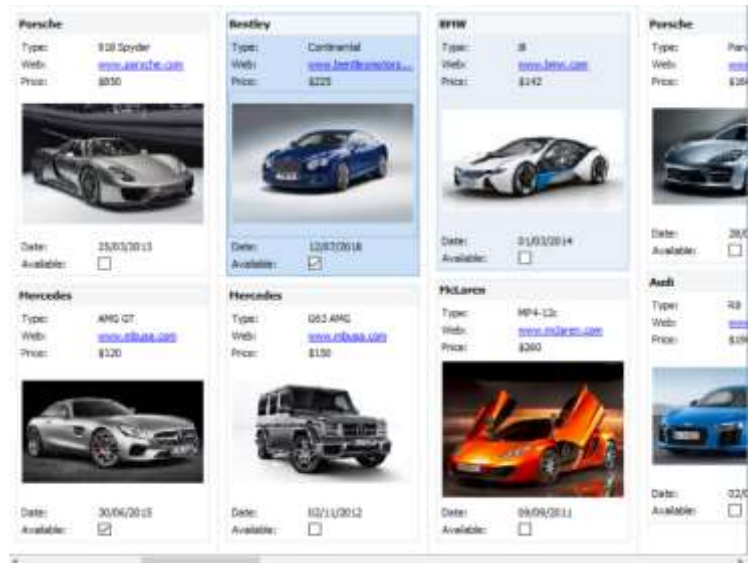 Porsche
Type: 918 Spyder
Web: www.porsche.com
Price: $850
Date: 25/03/2013
Available:
Bentley
Type: Continental
Web: www.bentleymotors...
Price: $225
Date: 12/07/2018
Available:
BMW
Type: i8
Web: www.bmw.com
Price: $142
Date: 01/03/2014
Available:
Porsche
Type: Pan
Web:
Price:
Date:
Available:
Mercedes
Type: AMG GT
Web: www.mbusa.com
Price: $120
Date: 30/06/2015
Available:
Mercedes
Type: G63 AMG
Web: www.mbusa.com
Price: $150
Date: 02/11/2012
Available:
McLaren
Type: MP4-12c
Web: www.mclaren.com
Price: $260
Date: 09/09/2011
Available:
Audi
Type: R8
Web:
Price:
Date:
Available: